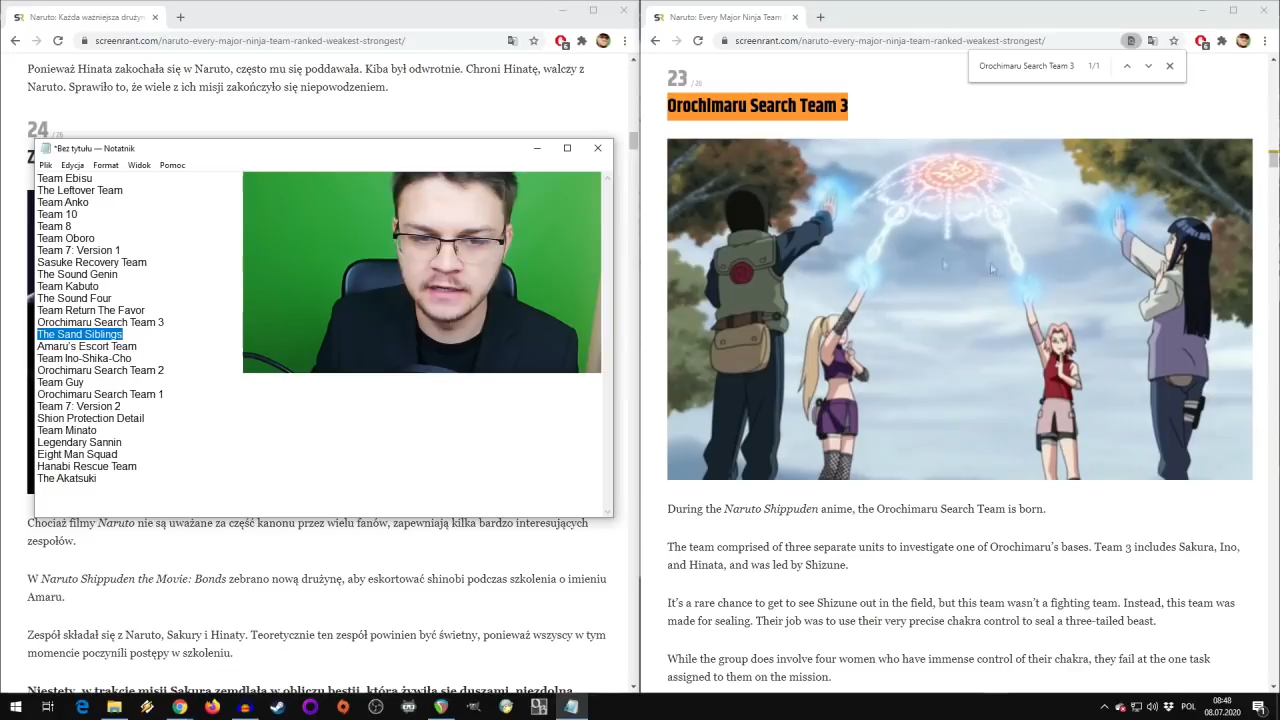 Naruto: Każda ważniejsza drużyn
screenrant.com/naruto-every-major-ninja-team-ranked-weakest-strongest/
6
Ponieważ Hinata zakochała się w Naruto, często mu się poddawała. Kiba był odwrotnie. Chroni Hinatę, walczy z
Naruto. Sprawiło to, że wiele z ich misji zakończyło się niepowodzeniem.
24 / 26
*Bez tytułu — Notatnik
Plik Edycja Format Widok Pomoc
Team Ebisu
The Leftover Team
Team Anko
Team 10
Team 8
Team Oboro
Team 7: Version 1
Sasuke Recovery Team
The Sound Genin
Team Kabuto
The Sound Four
Team Return The Favor
Orochimaru Search Team 3
The Sand Siblings
Amaru's Escort Team
Team Ino-Shika-Cho
Orochimaru Search Team 2
Team Guy
Orochimaru Search Team 1
Team 7: Version 2
Shion Protection Detail
Team Minato
Legendary Sannin
Eight Man Squad
Hanabi Rescue Team
The Akatsuki
Chociaż filmy Naruto nie są uważane za część kanonu przez wielu fanów, zapewniają kilka bardzo interesujących
zespołów.
W Naruto Shippuden the Movie: Bonds zebrano nową drużynę, aby eskortować shinobi podczas szkolenia o imieniu
Amaru.
Zespół składał się z Naruto, Sakury i Hinaty. Teoretycznie ten zespół powinien być świetny, ponieważ wszyscy w tym
momencie poczynili postępy w szkoleniu.
Niestety, w trakcie misji Sakura zemdlała w obliczu bestii, która żywiła się duszami, niezdolna
Naruto: Every Major Ninja Team
screenrant.com/naruto-every-major-ninja-team-ranked-weakest-strongest/
6
Orochimaru Search Team 3 1/1
23 / 26
Orochimaru Search Team 3
During the Naruto Shippuden anime, the Orochimaru Search Team is born.
The team comprised of three separate units to investigate one of Orochimaru's bases. Team 3 includes Sakura, Ino,
and Hinata, and was led by Shizune.
It's a rare chance to get to see Shizune out in the field, but this team wasn't a fighting team. Instead, this team was
made for sealing. Their job was to use their very precise chakra control to seal a three-tailed beast.
While the group does involve four women who have immense control of their chakra, they fail at the one task
assigned to them on the mission.
POL
08:48
08.07.2020